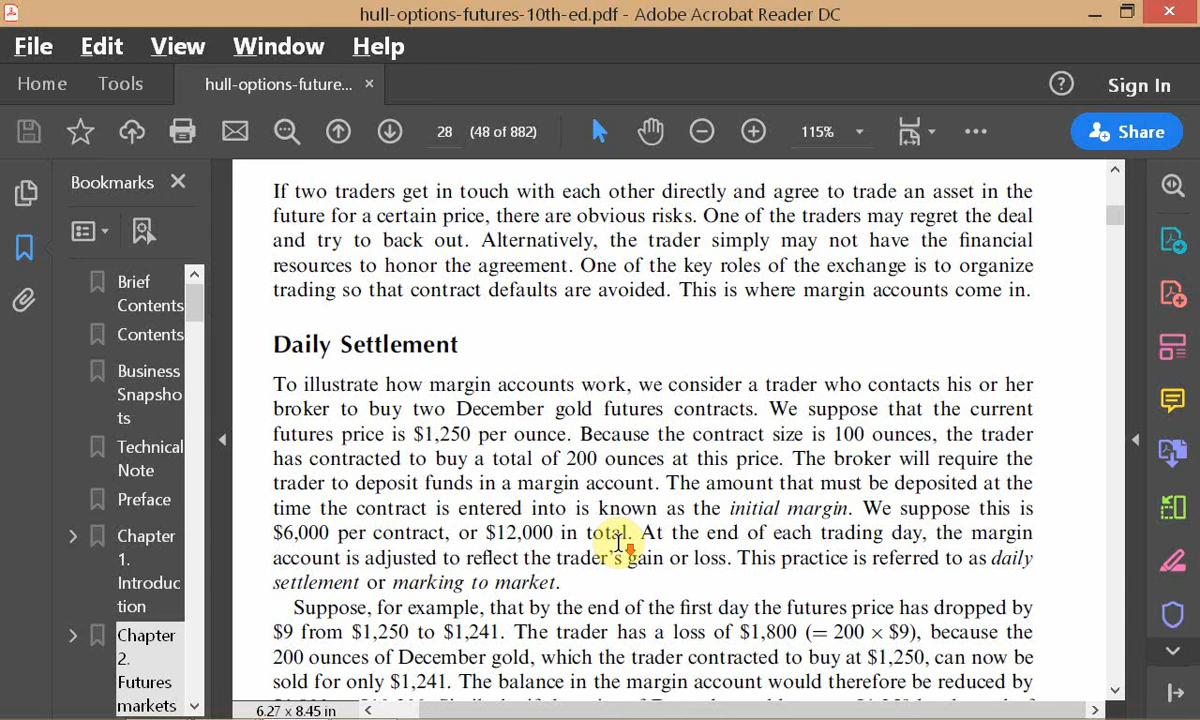 hull-options-futures-10th-ed.pdf - Adobe Acrobat Reader DC
File Edit View Window Help
Home Tools hull-options-future... × Sign In
28 (48 of 882) 115% Share
Bookmarks
Brief
Contents
Contents
Business
Snapsho
ts
Technical
Note
Preface
Chapter
1.
Introduc
tion
Chapter
2.
Futures
markets
If two traders get in touch with each other directly and agree to trade an asset in the
future for a certain price, there are obvious risks. One of the traders may regret the deal
and try to back out. Alternatively, the trader simply may not have the financial
resources to honor the agreement. One of the key roles of the exchange is to organize
trading so that contract defaults are avoided. This is where margin accounts come in.
Daily Settlement
To illustrate how margin accounts work, we consider a trader who contacts his or her
broker to buy two December gold futures contracts. We suppose that the current
futures price is $1,250 per ounce. Because the contract size is 100 ounces, the trader
has contracted to buy a total of 200 ounces at this price. The broker will require the
trader to deposit funds in a margin account. The amount that must be deposited at the
time the contract is entered into is known as the initial margin. We suppose this is
$6,000 per contract, or $12,000 in total. At the end of each trading day, the margin
account is adjusted to reflect the trader's gain or loss. This practice is referred to as daily
settlement or marking to market.
Suppose, for example, that by the end of the first day the futures price has dropped by
$9 from $1,250 to $1,241. The trader has a loss of $1,800 (= 200 × $9), because the
200 ounces of December gold, which the trader contracted to buy at $1,250, can now be
sold for only $1,241. The balance in the margin account would therefore be reduced by
6.27 x 8.45 in